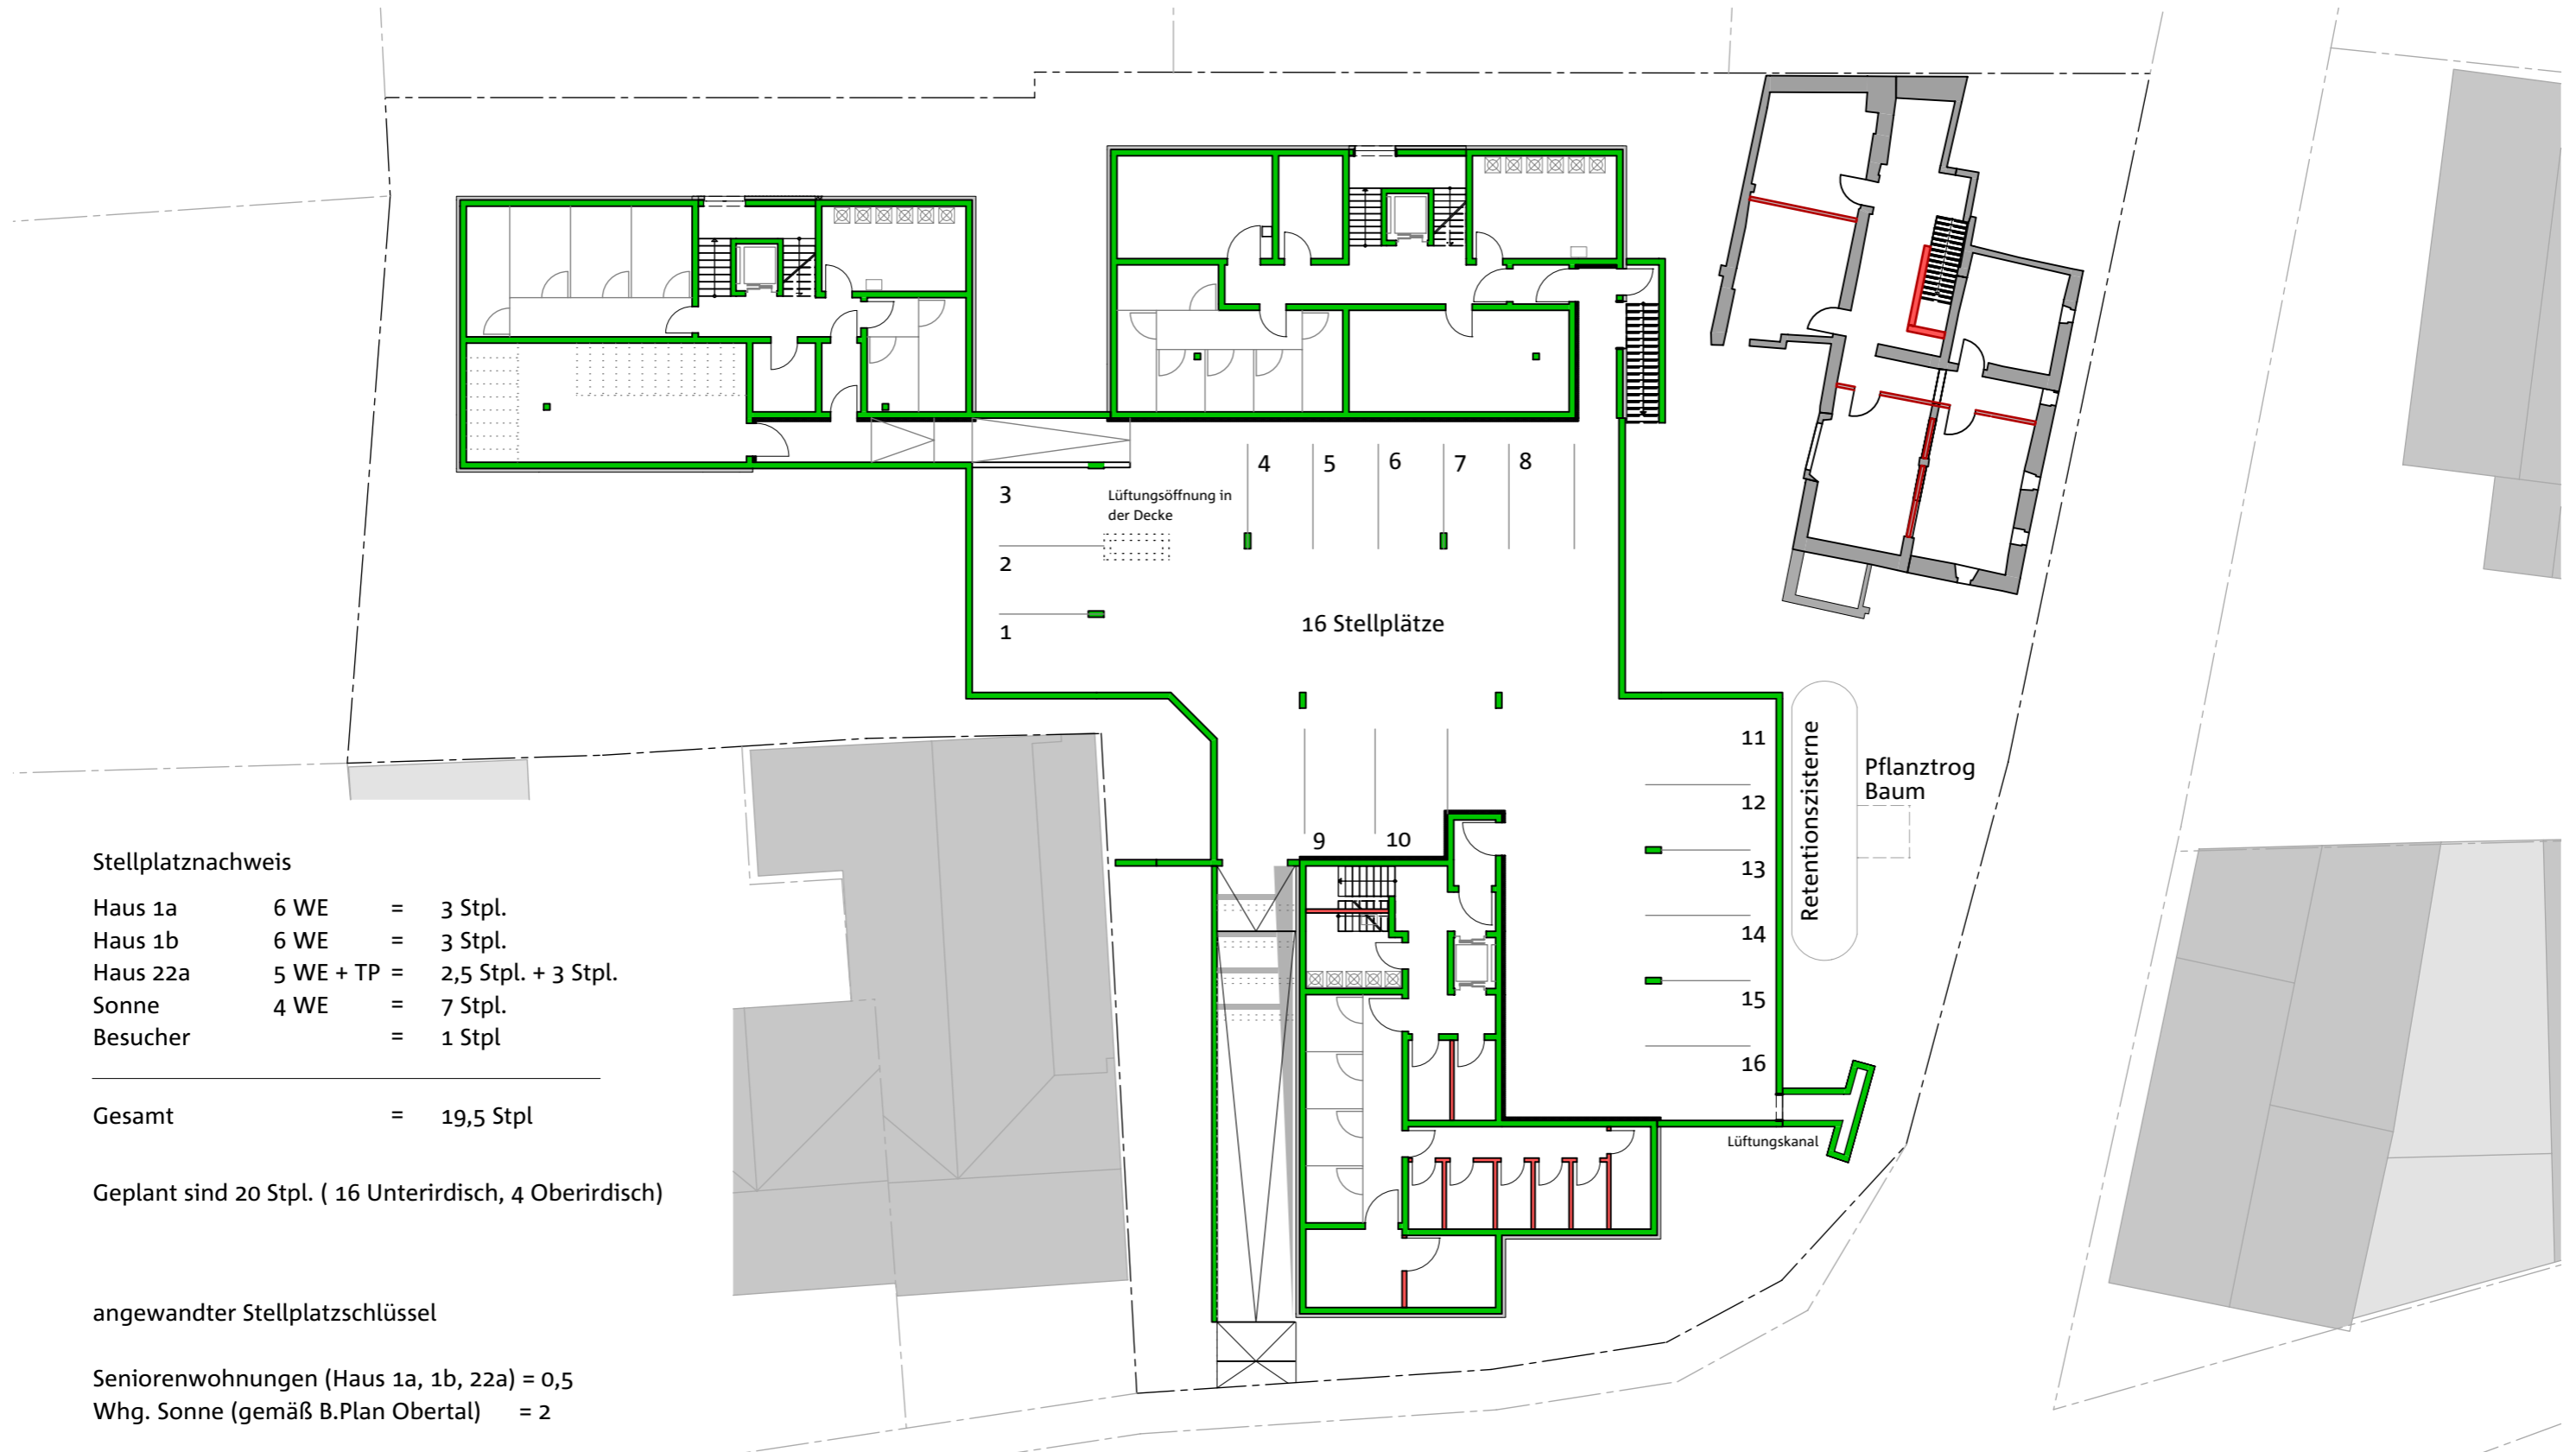 4
5
6
7
8
3
Lüftungsöffnung in
der Decke
2
1
16 Stellplätze
11
12
13
14
15
16
9
10
Retentionszisterne
Pflanztrog
Baum
Lüftungskanal
Stellplatznachweis
Haus 1a 6 WE = 3 Stpl.
Haus 1b 6 WE = 3 Stpl.
Haus 22a 5 WE + TP = 2,5 Stpl. + 3 Stpl.
Sonne 4 WE = 7 Stpl.
Besucher = 1 Stpl
Gesamt = 19,5 Stpl
Geplant sind 20 Stpl. ( 16 Unterirdisch, 4 Oberirdisch)
angewandter Stellplatzschlüssel
Seniorenwohnungen (Haus 1a, 1b, 22a) = 0,5
Whg. Sonne (gemäß B.Plan Obertal) = 2